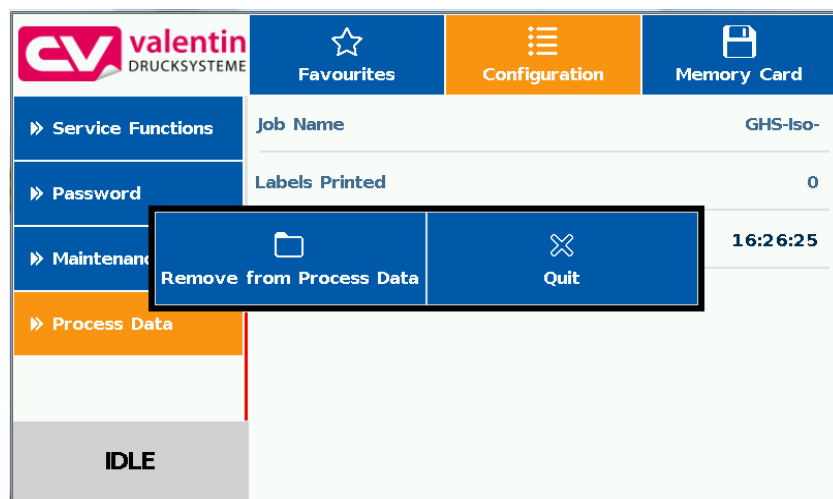 valentin
DRUCKSYSTEME
Favourites
Configuration
Memory Card
Service Functions
Job Name
GHS-Iso-
Password
Labels Printed
0
Maintenanc
16:26:25
Remove from Process Data
Quit
Process Data
IDLE